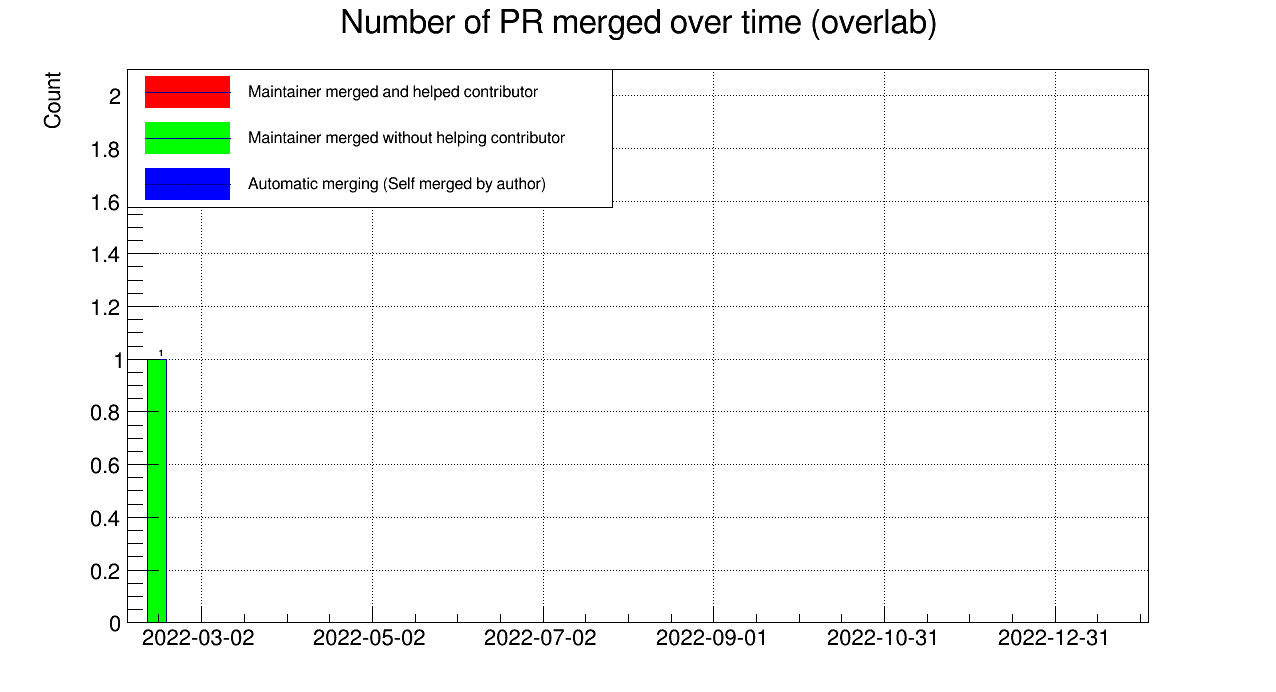 Number of PR merged over time (overlab)
Count
Maintainer merged and helped contributor
Maintainer merged without helping contributor
Automatic merging (Self merged by author)
2
1.8
1.6
1.4
1.2
1
1
0.8
0.6
0.4
0.2
0
2022-03-02 2022-05-02 2022-07-02 2022-09-01 2022-10-31 2022-12-31